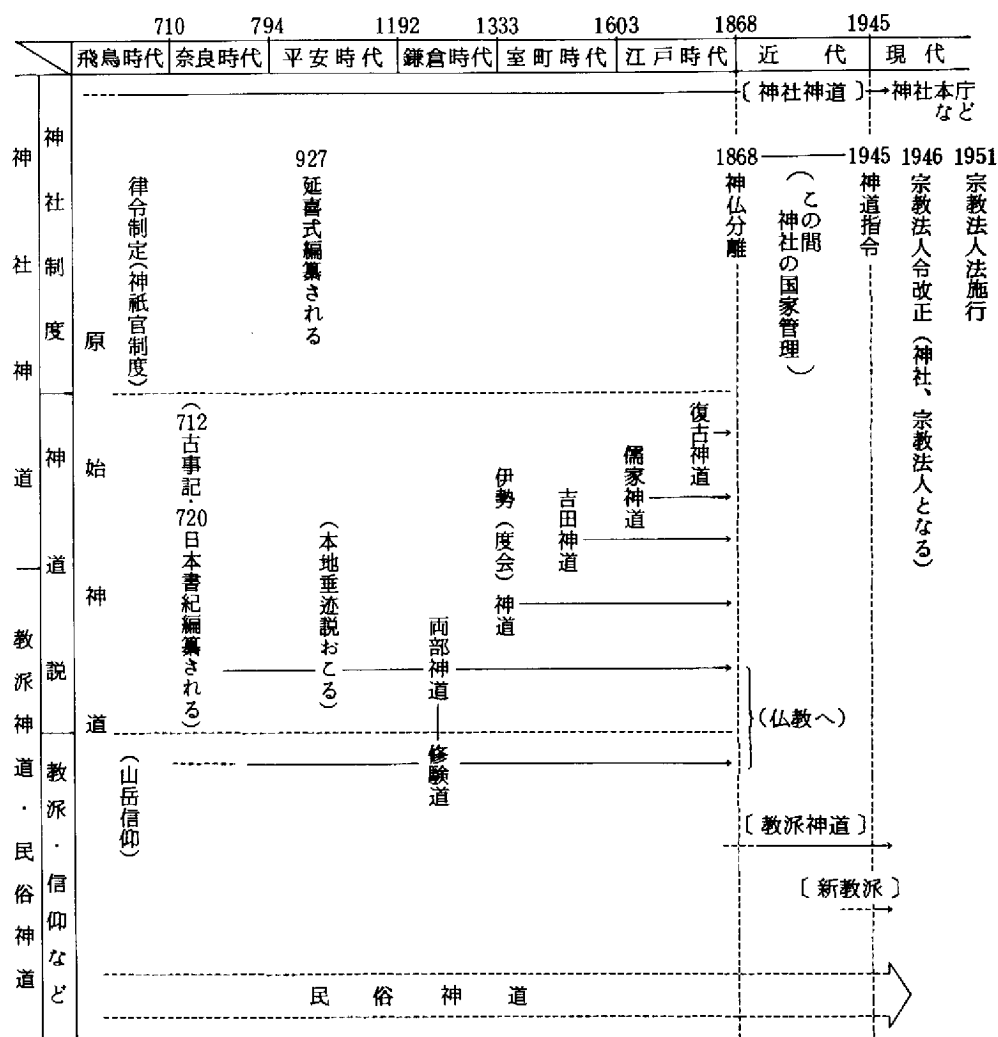 710 794 1192 1333 1603 1868 1945
飛鳥時代 奈良時代 平安時代 鎌倉時代 室町時代 江戸時代 近代 現代
神社神道
教派神道・民俗神道
神社制度
神道説
教派・信仰など
原始神道
〔神社神道〕
神社本庁など
律令制定(神祇官制度)
927
延喜式編纂される
1868
神仏分離
(この間
神社の国家管理)
1945
神道指令
1946
宗教法人令改正(神社、宗教法人となる)
1951
宗教法人法施行
(712古事記・720日本書紀編纂される)
(本地垂迹説おこる)
両部神道
伊勢(度会)神道
吉田神道
儒家神道
復古神道
(仏教へ)
(山岳信仰)
修験道
〔教派神道〕
〔新教派〕
民俗神道